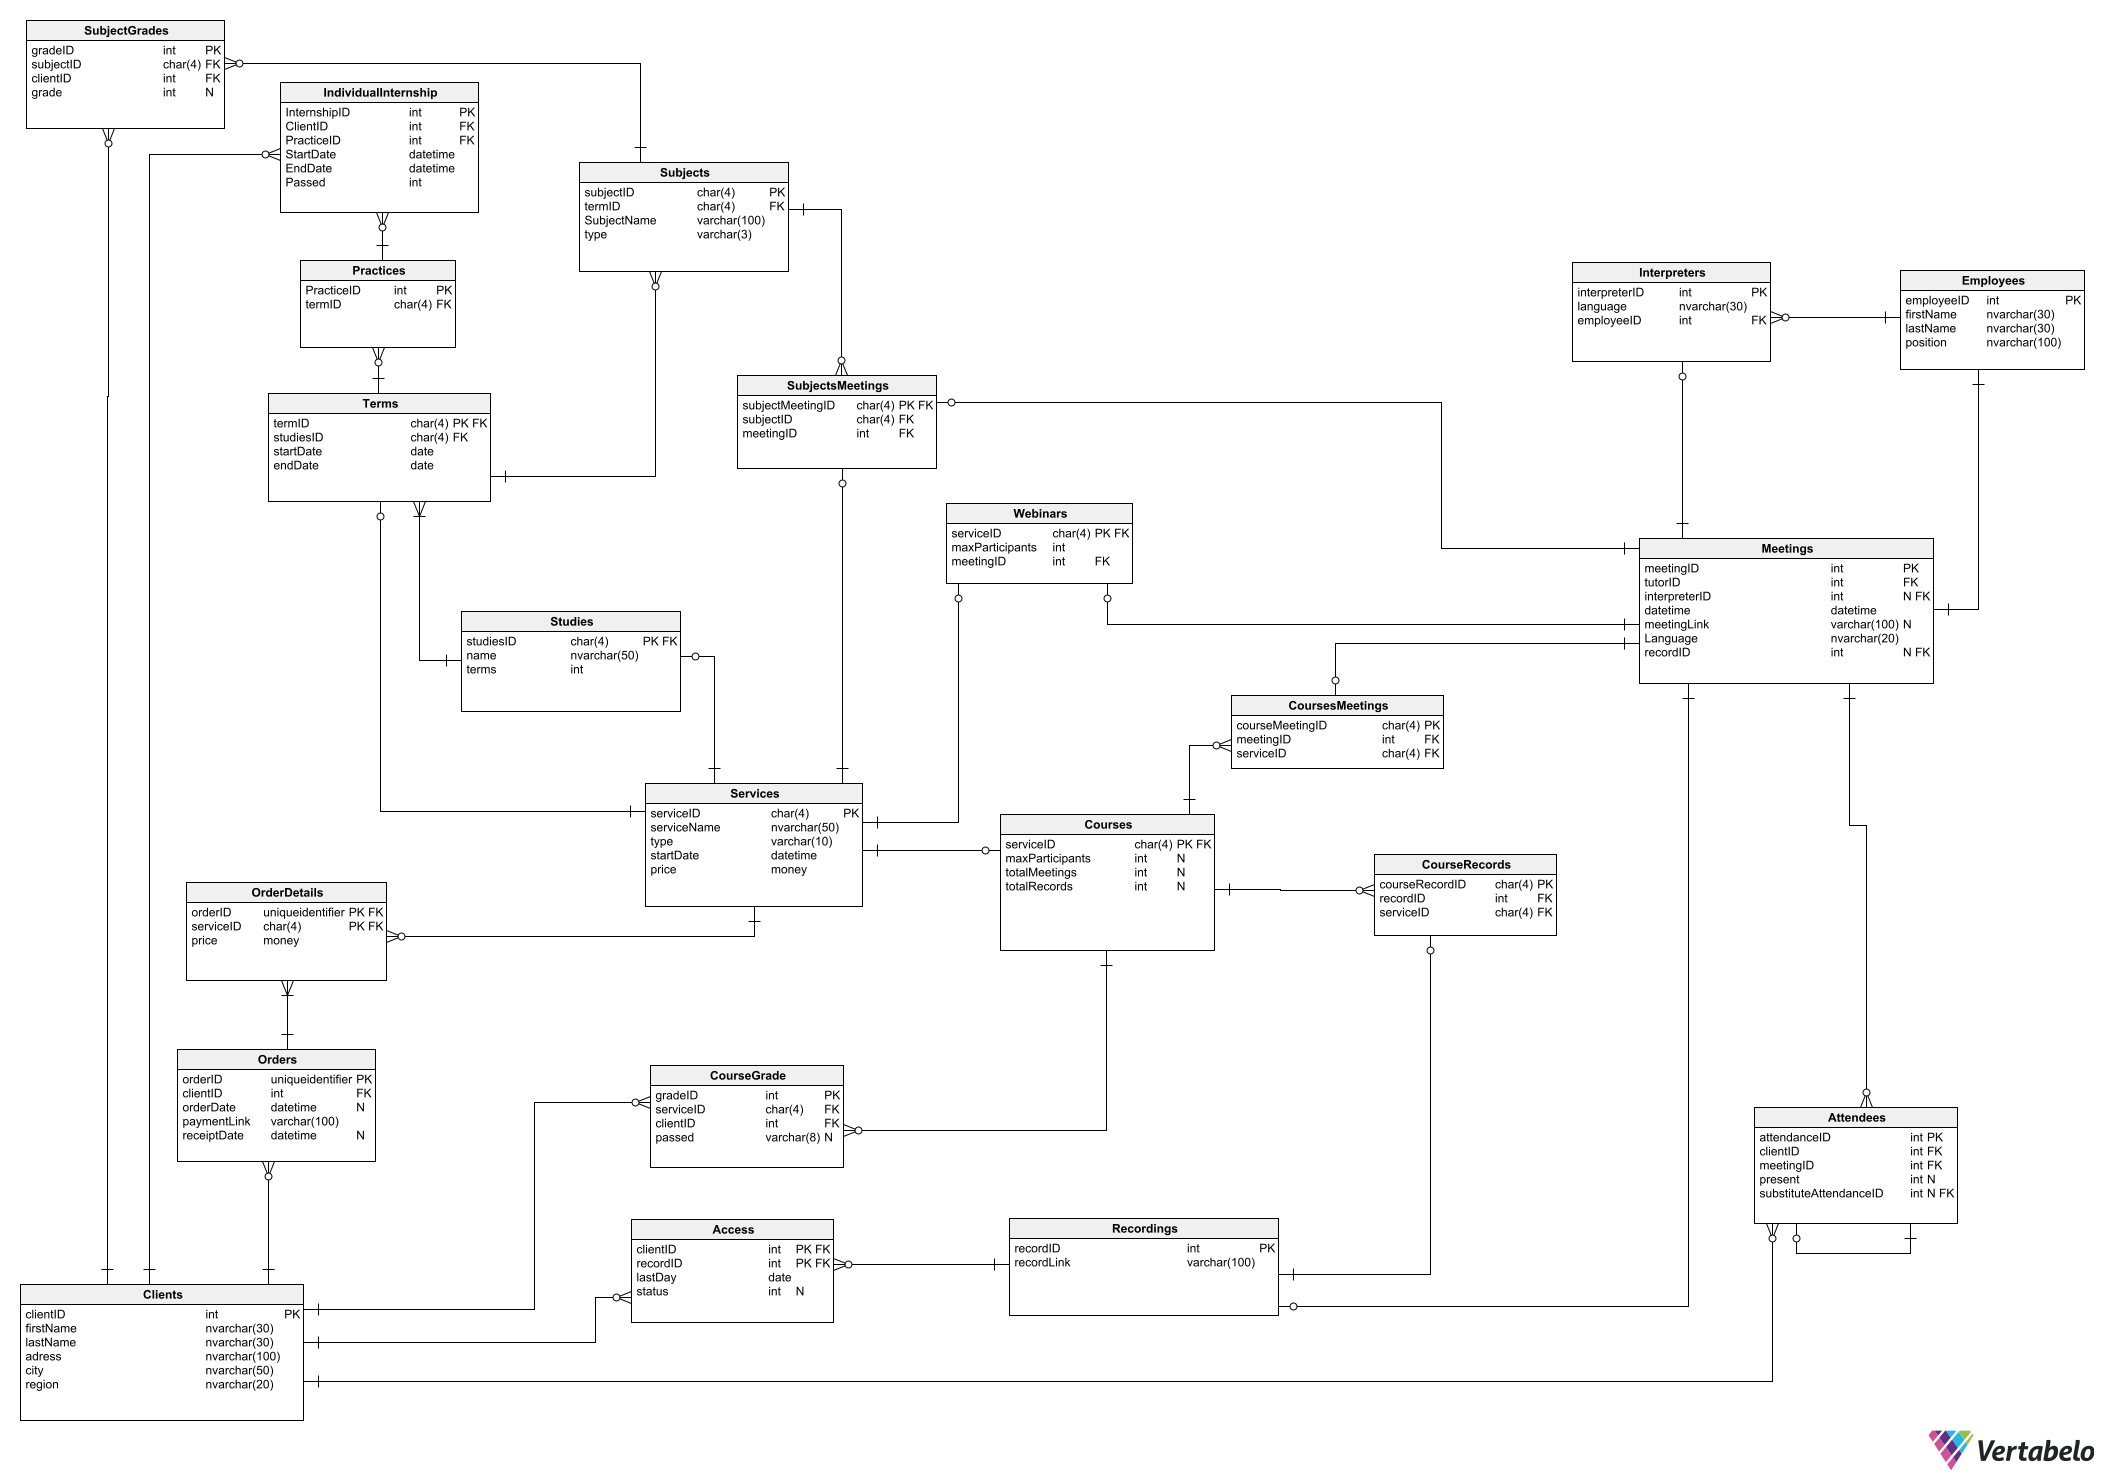 SubjectGrades
gradeID int PK
subjectID char(4) FK
clientID int FK
grade int N
IndividualInternship
InternshipID int PK
ClientID int FK
PracticeID int FK
StartDate datetime
EndDate datetime
Passed int
Subjects
subjectID char(4) PK
termID char(4) FK
SubjectName varchar(100)
type varchar(3)
Practices
PracticeID int PK
termID char(4) FK
Interpreters
interpreterID int PK
language nvarchar(30)
employeeID int FK
Employees
employeeID int PK
firstName nvarchar(30)
lastName nvarchar(30)
position nvarchar(100)
Terms
termID char(4) PK FK
studiesID char(4) FK
startDate date
endDate date
SubjectsMeetings
subjectMeetingID char(4) PK FK
subjectID char(4) FK
meetingID int FK
Webinars
serviceID char(4) PK FK
maxParticipants int
meetingID int FK
Meetings
meetingID int PK
tutorID int FK
interpreterID int N FK
datetime datetime
meetingLink varchar(100) N
Language nvarchar(20)
recordID int N FK
Studies
studiesID char(4) PK FK
name nvarchar(50)
terms int
CoursesMeetings
courseMeetingID char(4) PK
meetingID int FK
serviceID char(4) FK
Services
serviceID char(4) PK
serviceName nvarchar(50)
type varchar(10)
startDate datetime
price money
Courses
serviceID char(4) PK FK
maxParticipants int N
totalMeetings int N
totalRecords int N
CourseRecords
courseRecordID char(4) PK
recordID int FK
serviceID char(4) FK
OrderDetails
orderID uniqueidentifier PK FK
serviceID char(4) PK FK
price money
Orders
orderID uniqueidentifier PK
clientID int FK
orderDate datetime N
paymentLink varchar(100)
receiptDate datetime N
CourseGrade
gradeID int PK
serviceID char(4) FK
clientID int FK
passed varchar(8) N
Attendees
attendanceID int PK
clientID int FK
meetingID int FK
present int N
substituteAttendanceID int N FK
Access
clientID int PK FK
recordID int PK FK
lastDay date
status int N
Recordings
recordID int PK
recordLink varchar(100)
Clients
clientID int PK
firstName nvarchar(30)
lastName nvarchar(30)
adress nvarchar(100)
city nvarchar(50)
region nvarchar(20)
Vertabelo